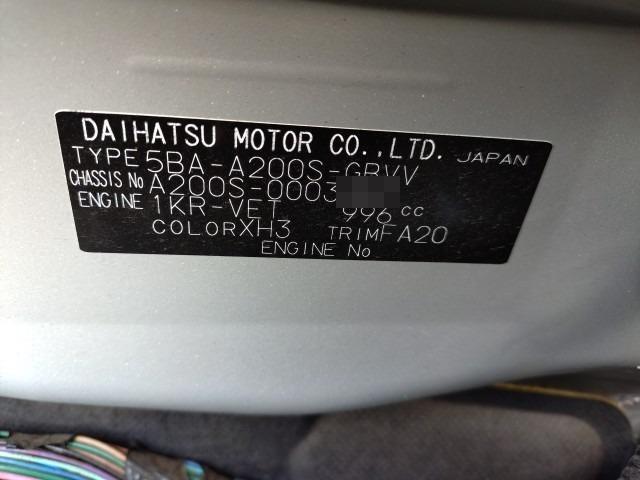 DAIHATSU MOTOR CO.,LTD. JAPAN
TYPE 5BA-A200S-GBVV
CHASSIS No A200S-0003
ENGINE 1KR-VET 996 cc
COLOR XH3 TRIM FA20
ENGINE No